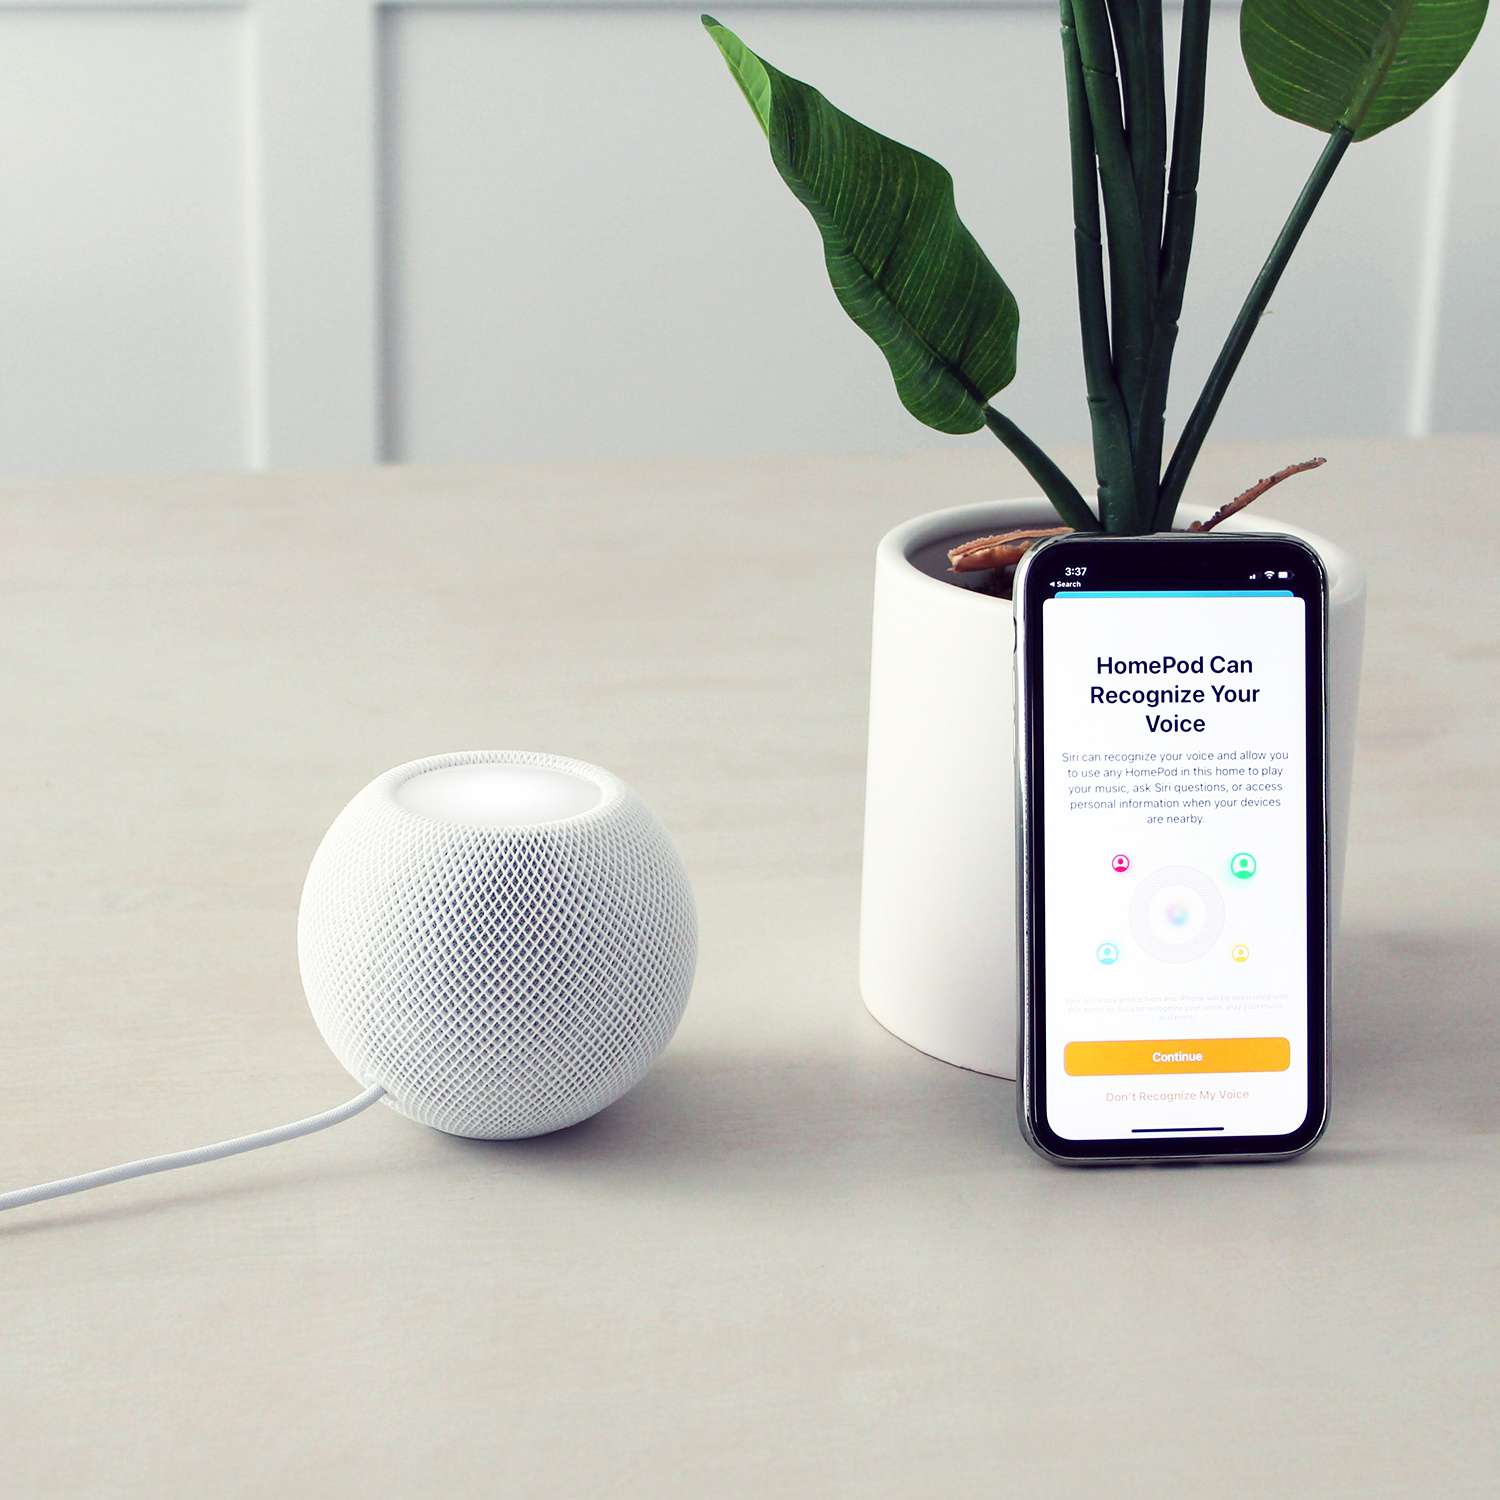 3:37
◀ Search
HomePod Can
Recognize Your
Voice
Siri can recognize your voice and allow you
to use any HomePod in this home to play
your music, ask Siri questions, or access
personal information when your devices
are nearby.
Continue
Don't Recognize My Voice